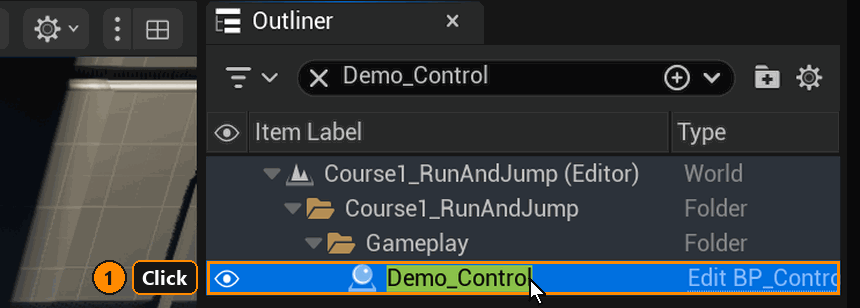 Outliner
Demo_Control
Item Label Type
Course1_RunAndJump (Editor) World
Course1_RunAndJump Folder
Gameplay Folder
1 Click Demo_Control Edit BP_Contro